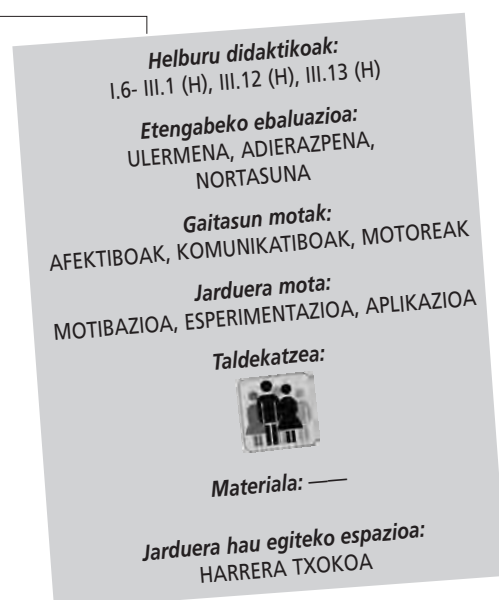 Helburu didaktikoak:
I.6- III.1 (H), III.12 (H), III.13 (H)
Etengabeko ebaluazioa:
ULERMENA, ADIERAZPENA,
NORTASUNA
Gaitasun motak:
AFEKTIBOAK, KOMUNIKATIBOAK, MOTOREAK
Jarduera mota:
MOTIBAZIOA, ESPERIMENTAZIOA, APLIKAZIOA
Taldekatzea:
Materiala: ——
Jarduera hau egiteko espazioa:
HARRERA TXOKOA